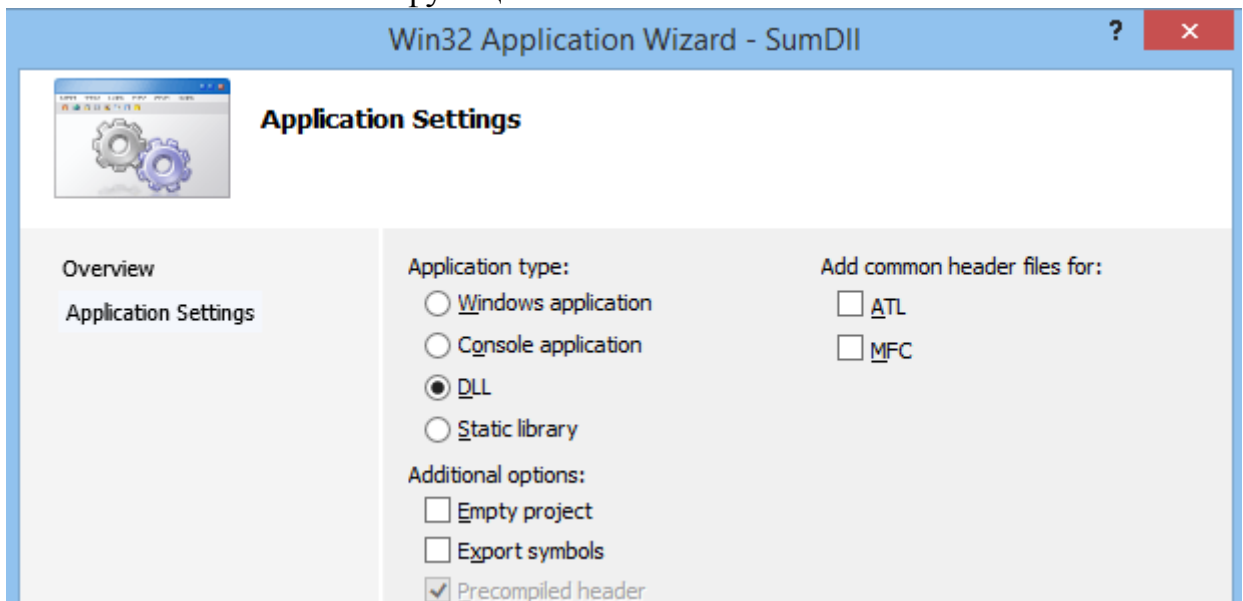 Win32 Application Wizard - SumDll
?
Application Settings
Overview
Application Settings
Application type:
Windows application
Console application
DLL
Static library
Additional options:
Empty project
Export symbols
Precompiled header
Add common header files for:
ATL
MFC